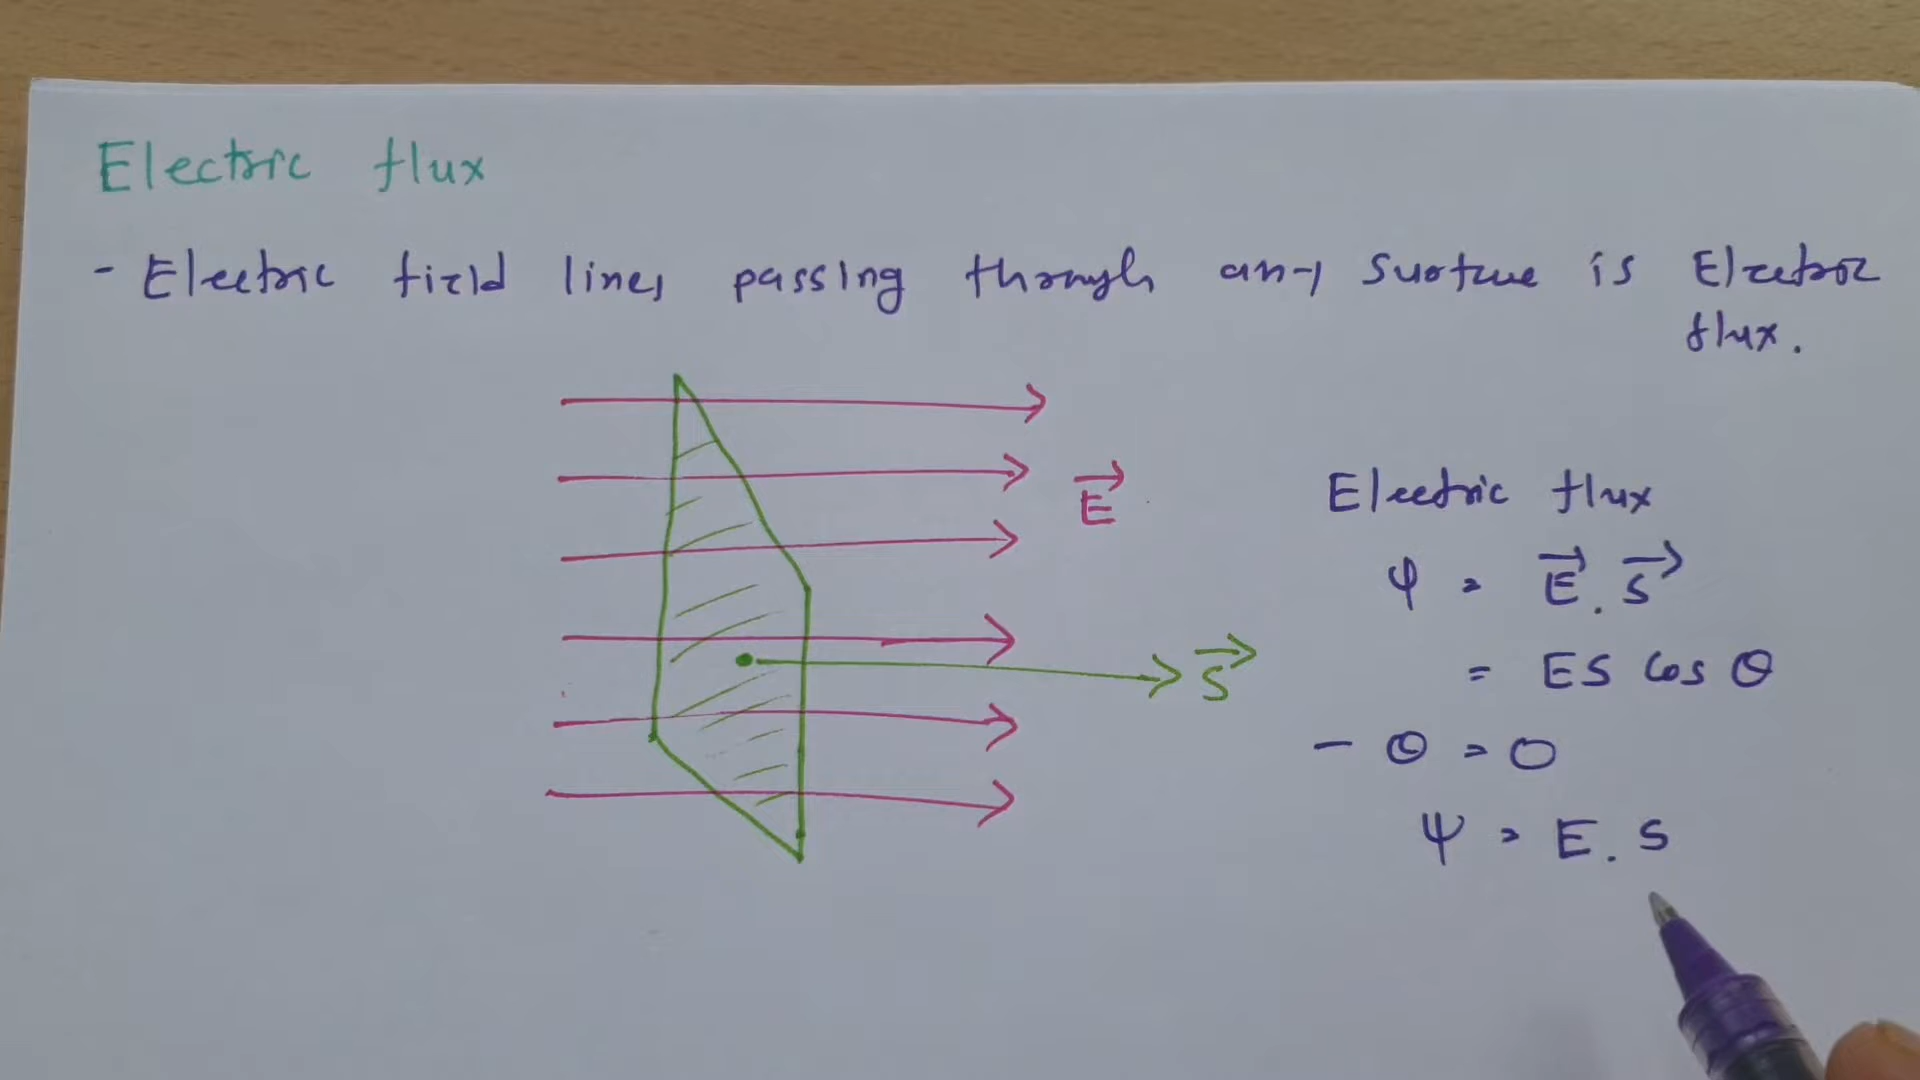 Electric flux
- Electric field lines passing through any surface is Electric
flux.
E
S
Electric flux
ψ = E . S
= ES cos θ
- θ = 0
ψ = E . S